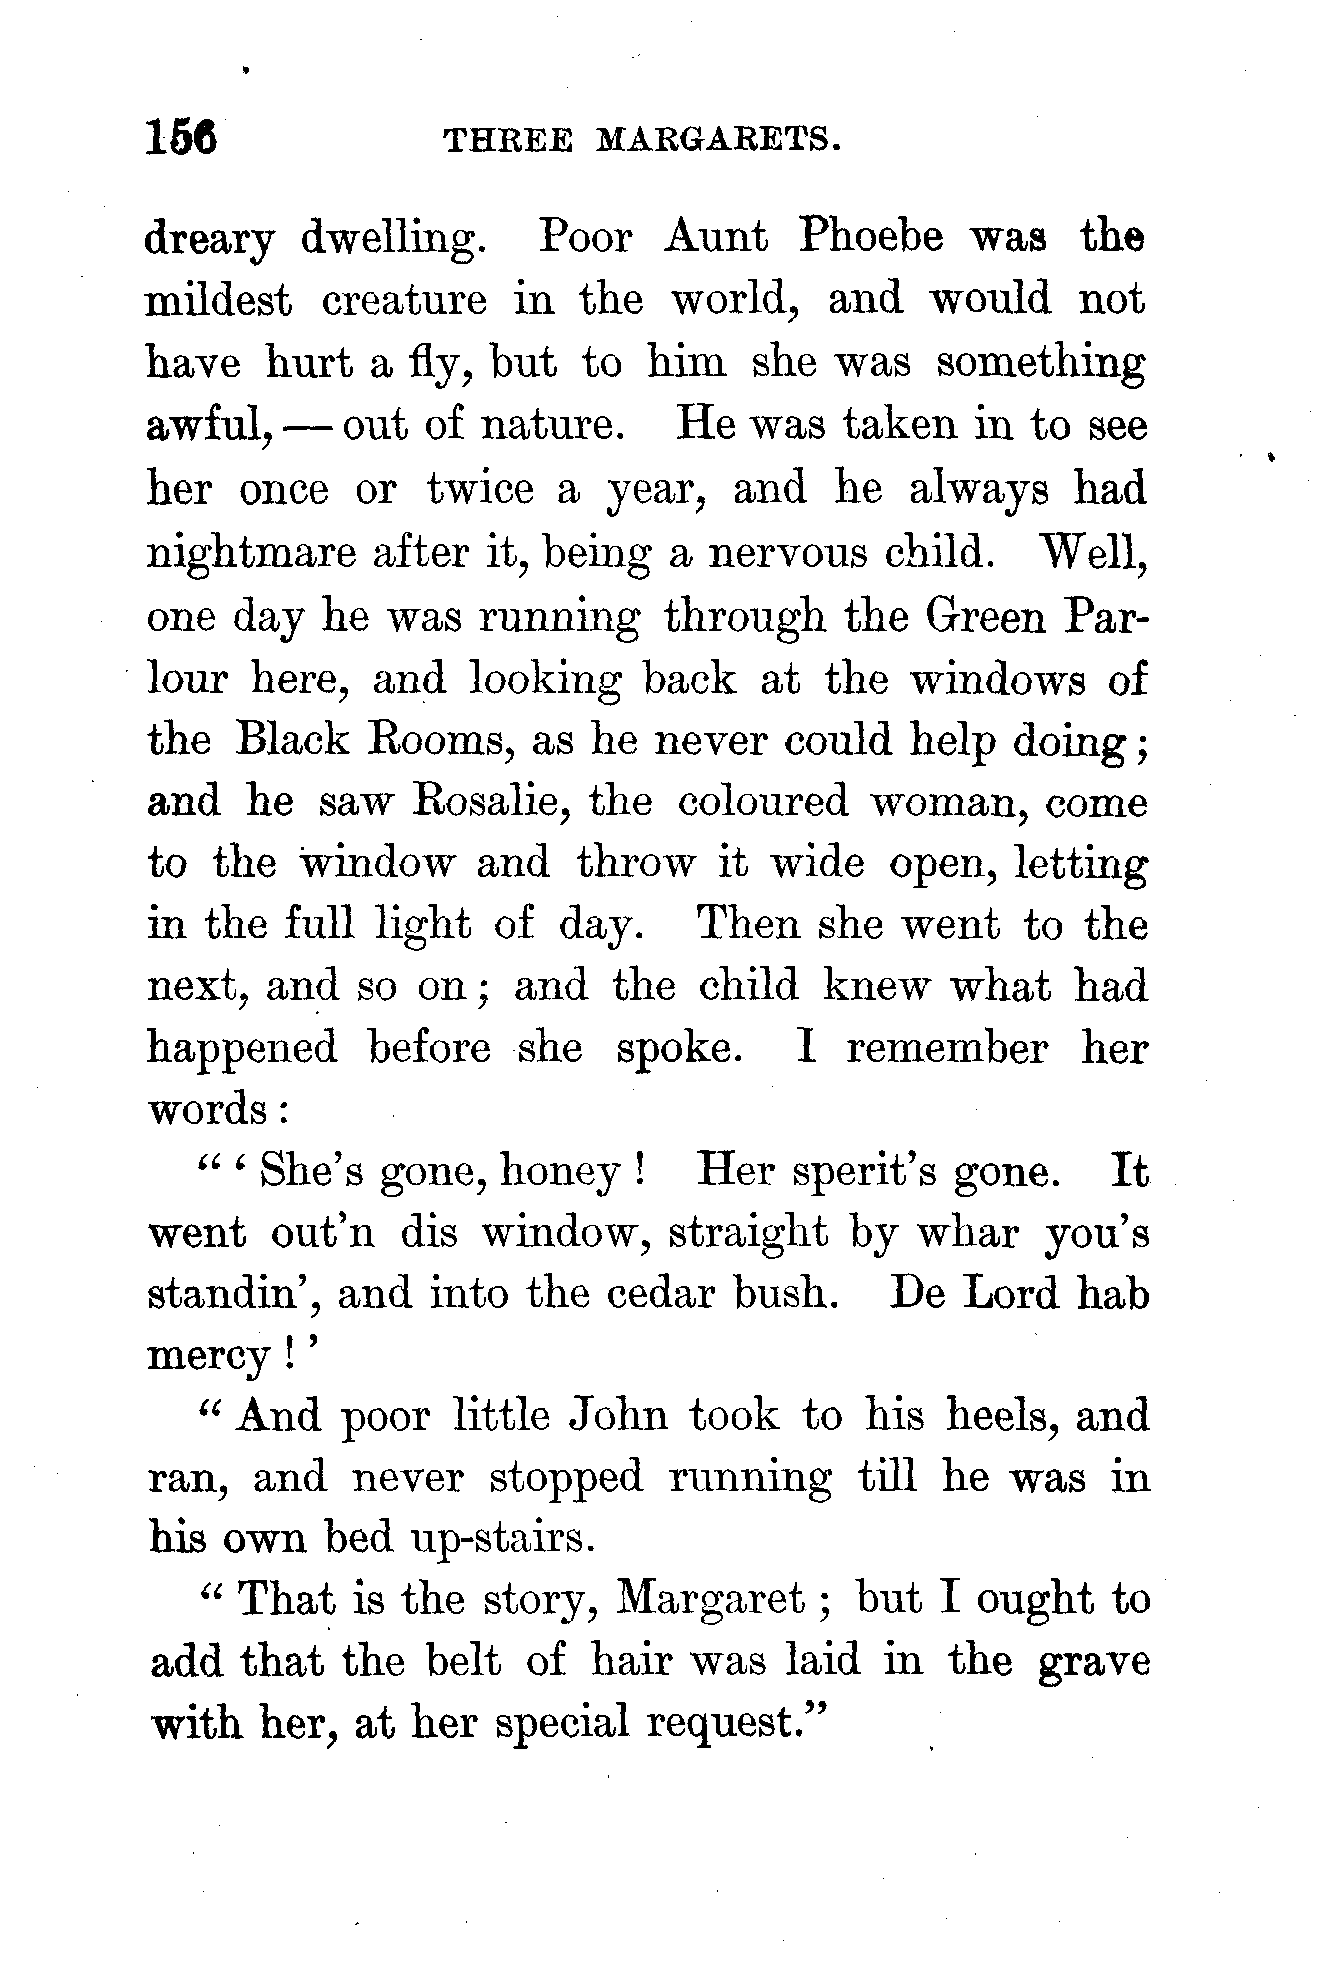 156 THREE MARGARETS.
dreary dwelling. Poor Aunt Phoebe was the
mildest creature in the world, and would not
have hurt a fly, but to him she was something
awful, — out of nature. He was taken in to see
her once or twice a year, and he always had
nightmare after it, being a nervous child. Well,
one day he was running through the Green Par-
lour here, and looking back at the windows of
the Black Rooms, as he never could help doing;
and he saw Rosalie, the coloured woman, come
to the window and throw it wide open, letting
in the full light of day. Then she went to the
next, and so on; and the child knew what had
happened before she spoke. I remember her
words:
“‘She’s gone, honey! Her sperit’s gone. It
went out’n dis window, straight by whar you’s
standin’, and into the cedar bush. De Lord hab
mercy!’
“And poor little John took to his heels, and
ran, and never stopped running till he was in
his own bed up-stairs.
“That is the story, Margaret; but I ought to
add that the belt of hair was laid in the grave
with her, at her special request.”